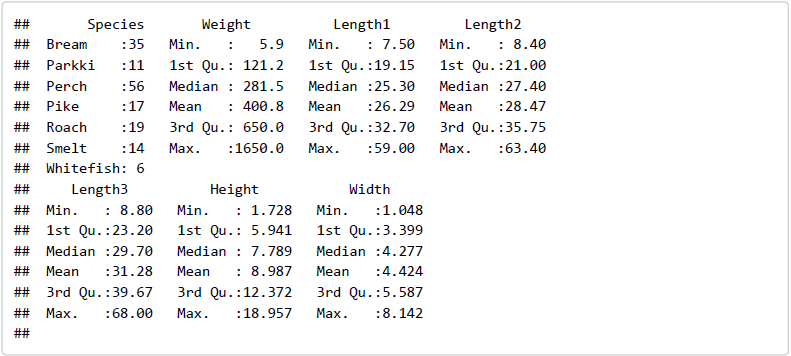 ##       Species       Weight          Length1         Length2
##  Bream    :35   Min.   :   5.9   Min.   : 7.50   Min.   : 8.40
##  Parkki   :11   1st Qu.: 121.2   1st Qu.:19.15   1st Qu.:21.00
##  Perch    :56   Median : 281.5   Median :25.30   Median :27.40
##  Pike     :17   Mean   : 400.8   Mean   :26.29   Mean   :28.47
##  Roach    :19   3rd Qu.: 650.0   3rd Qu.:32.70   3rd Qu.:35.75
##  Smelt    :14   Max.   :1650.0   Max.   :59.00   Max.   :63.40
##  Whitefish: 6
##     Length3          Height           Width
##  Min.   : 8.80   Min.   : 1.728   Min.   :1.048
##  1st Qu.:23.20   1st Qu.: 5.941   1st Qu.:3.399
##  Median :29.70   Median : 7.789   Median :4.277
##  Mean   :31.28   Mean   : 8.987   Mean   :4.424
##  3rd Qu.:39.67   3rd Qu.:12.372   3rd Qu.:5.587
##  Max.   :68.00   Max.   :18.957   Max.   :8.142
##